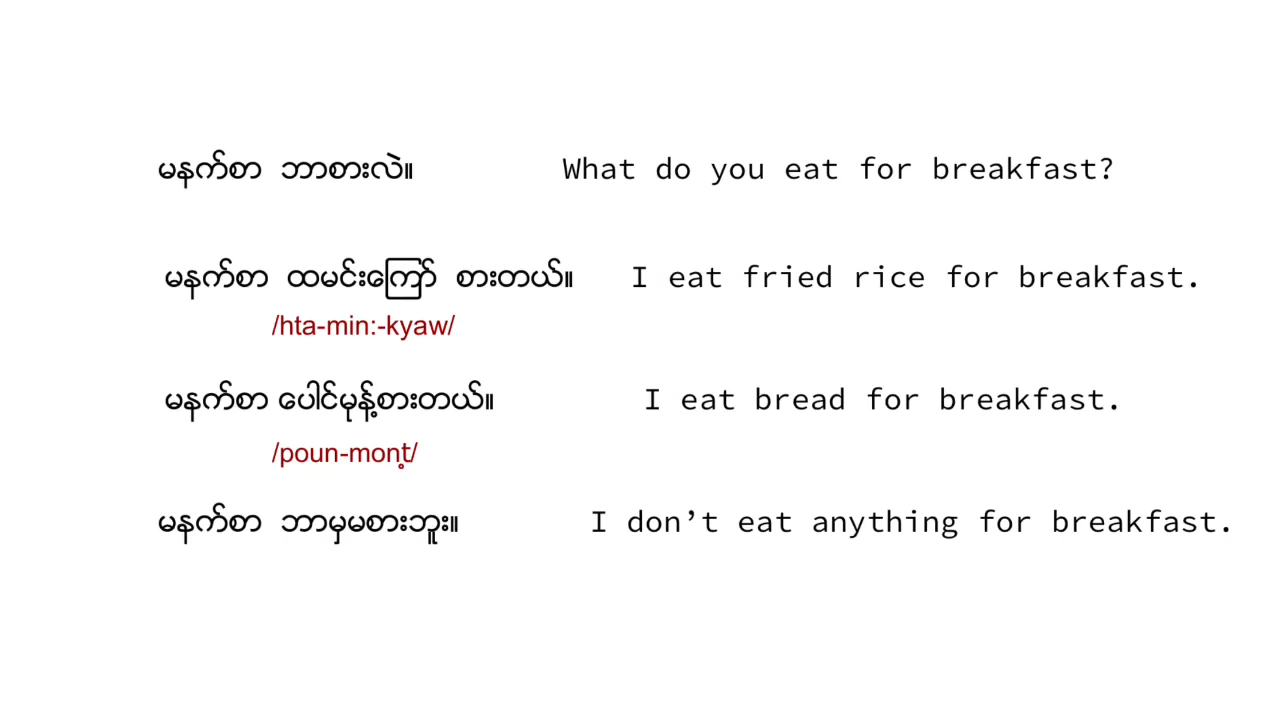 မနက်စာ ဘာစားလဲ။ What do you eat for breakfast?
မနက်စာ ထမင်းကြော် စားတယ်။ I eat fried rice for breakfast.
/hta-min:-kyaw/
မနက်စာ ပေါင်မုန့်စားတယ်။ I eat bread for breakfast.
/poun-moṇt/
မနက်စာ ဘာမှမစားဘူး။ I don’t eat anything for breakfast.